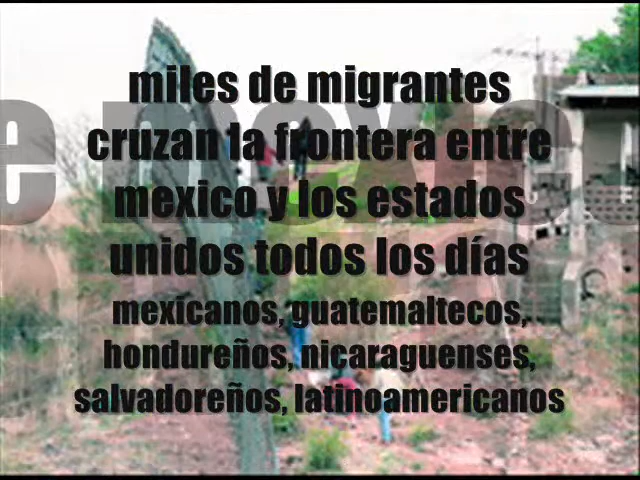 miles de migrantes
cruzan la frontera entre
mexico y los estados
unidos todos los días
mexicanos, guatemaltecos,
hondureños, nicaraguenses,
salvadoreños, latinoamericanos